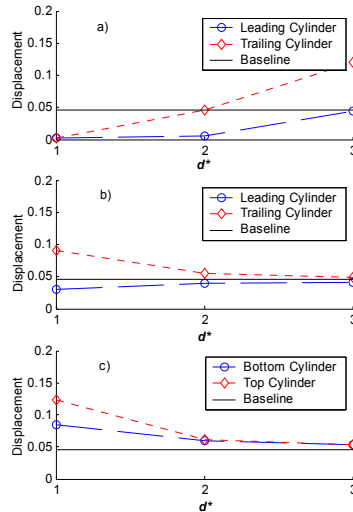 0.2
a)
Leading Cylinder
Trailing Cylinder
Baseline
0.15
0.1
0.05
0
Displacement
1
2
3
d*
0.2
b)
Leading Cylinder
Trailing Cylinder
Baseline
0.15
0.1
0.05
0
Displacement
1
2
3
d*
0.2
c)
Bottom Cylinder
Top Cylinder
Baseline
0.15
0.1
0.05
0
Displacement
1
2
3
d*